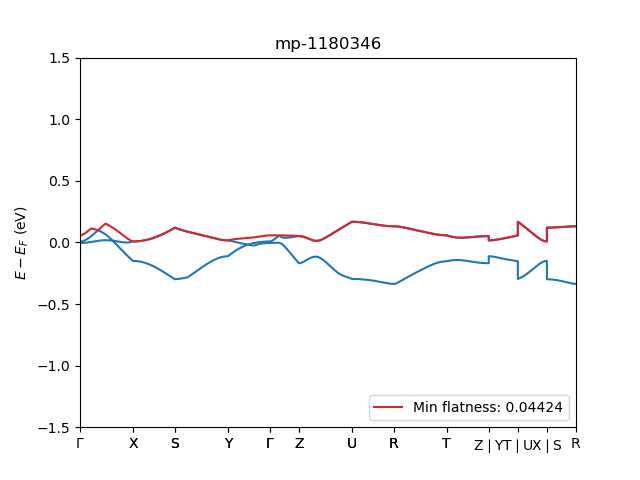 mp-1180346
1.5
1.0
0.5
0.0
−0.5
−1.0
−1.5
E − E_F (eV)
Min flatness: 0.04424
Γ X S Y Γ Z U R T Z | YT | UX | S R